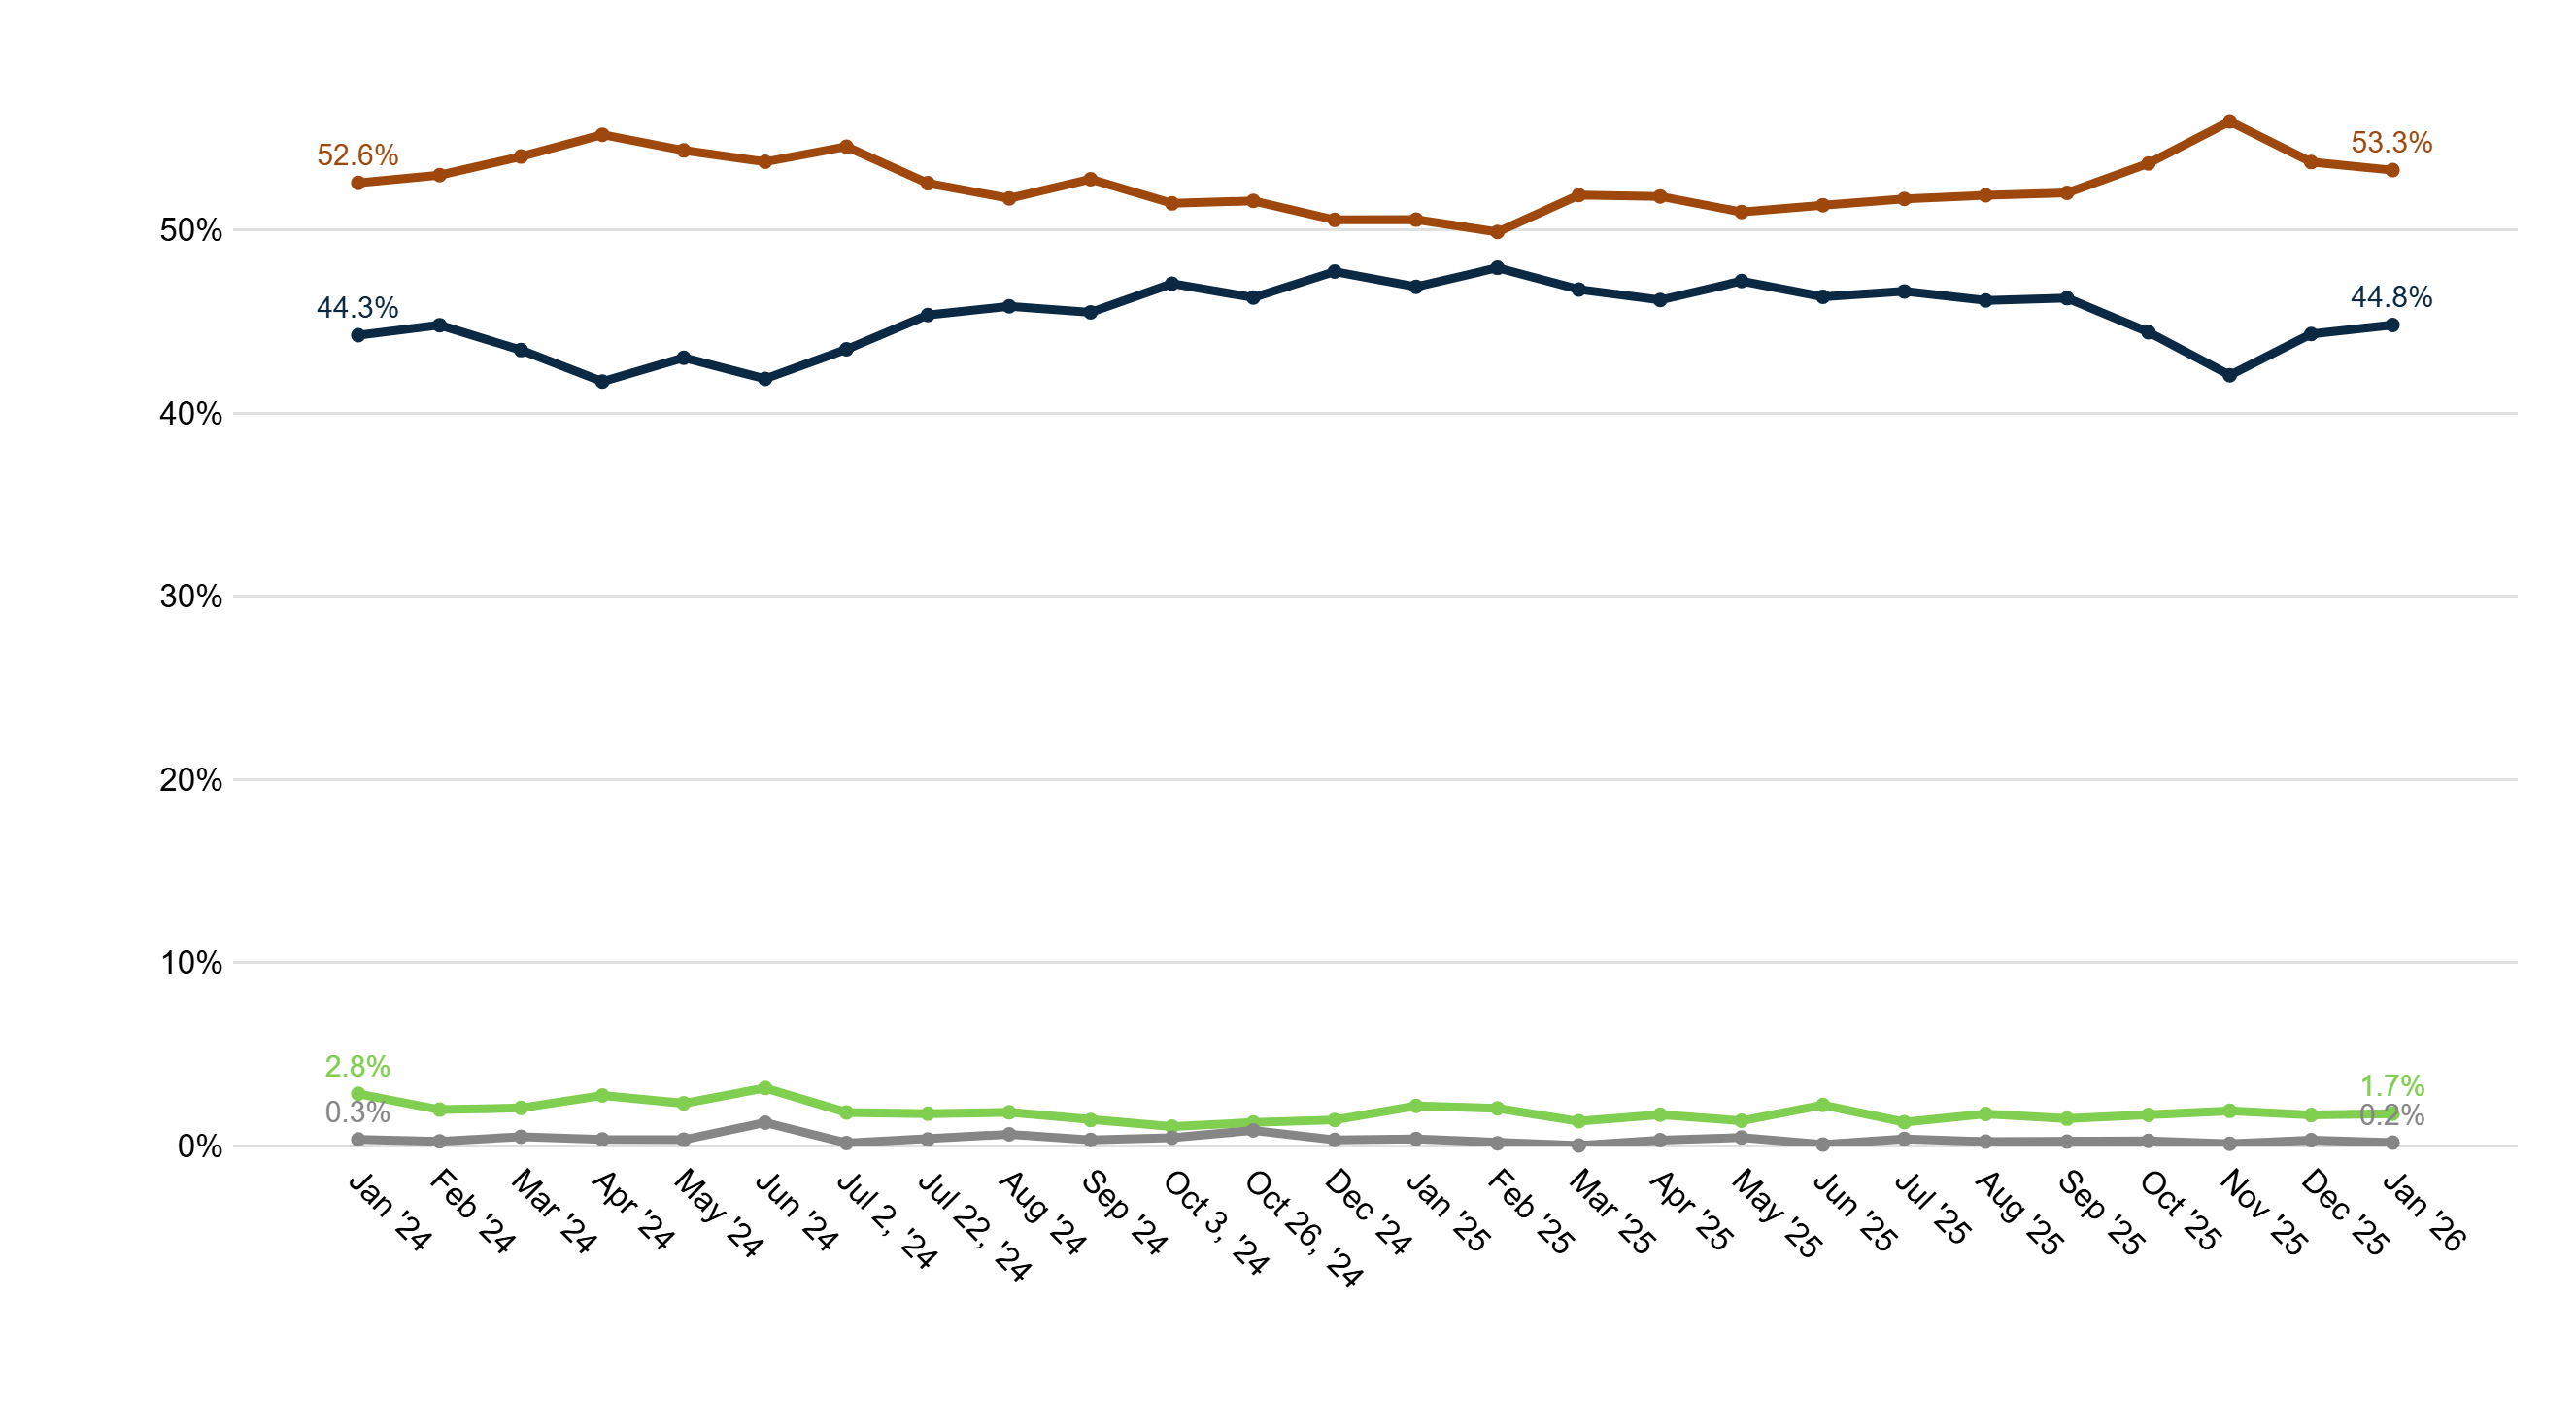 52.6%
53.3%
50%
44.3%
44.8%
40%
30%
20%
10%
2.8%
1.7%
0.3%
0.2%
0%
Jan '24
Feb '24
Mar '24
Apr '24
May '24
Jun '24
Jul 2, '24
Jul 22, '24
Aug '24
Sep '24
Oct 3, '24
Oct 26, '24
Dec '24
Jan '25
Feb '25
Mar '25
Apr '25
May '25
Jun '25
Jul '25
Aug '25
Sep '25
Oct '25
Nov '25
Dec '25
Jan '26